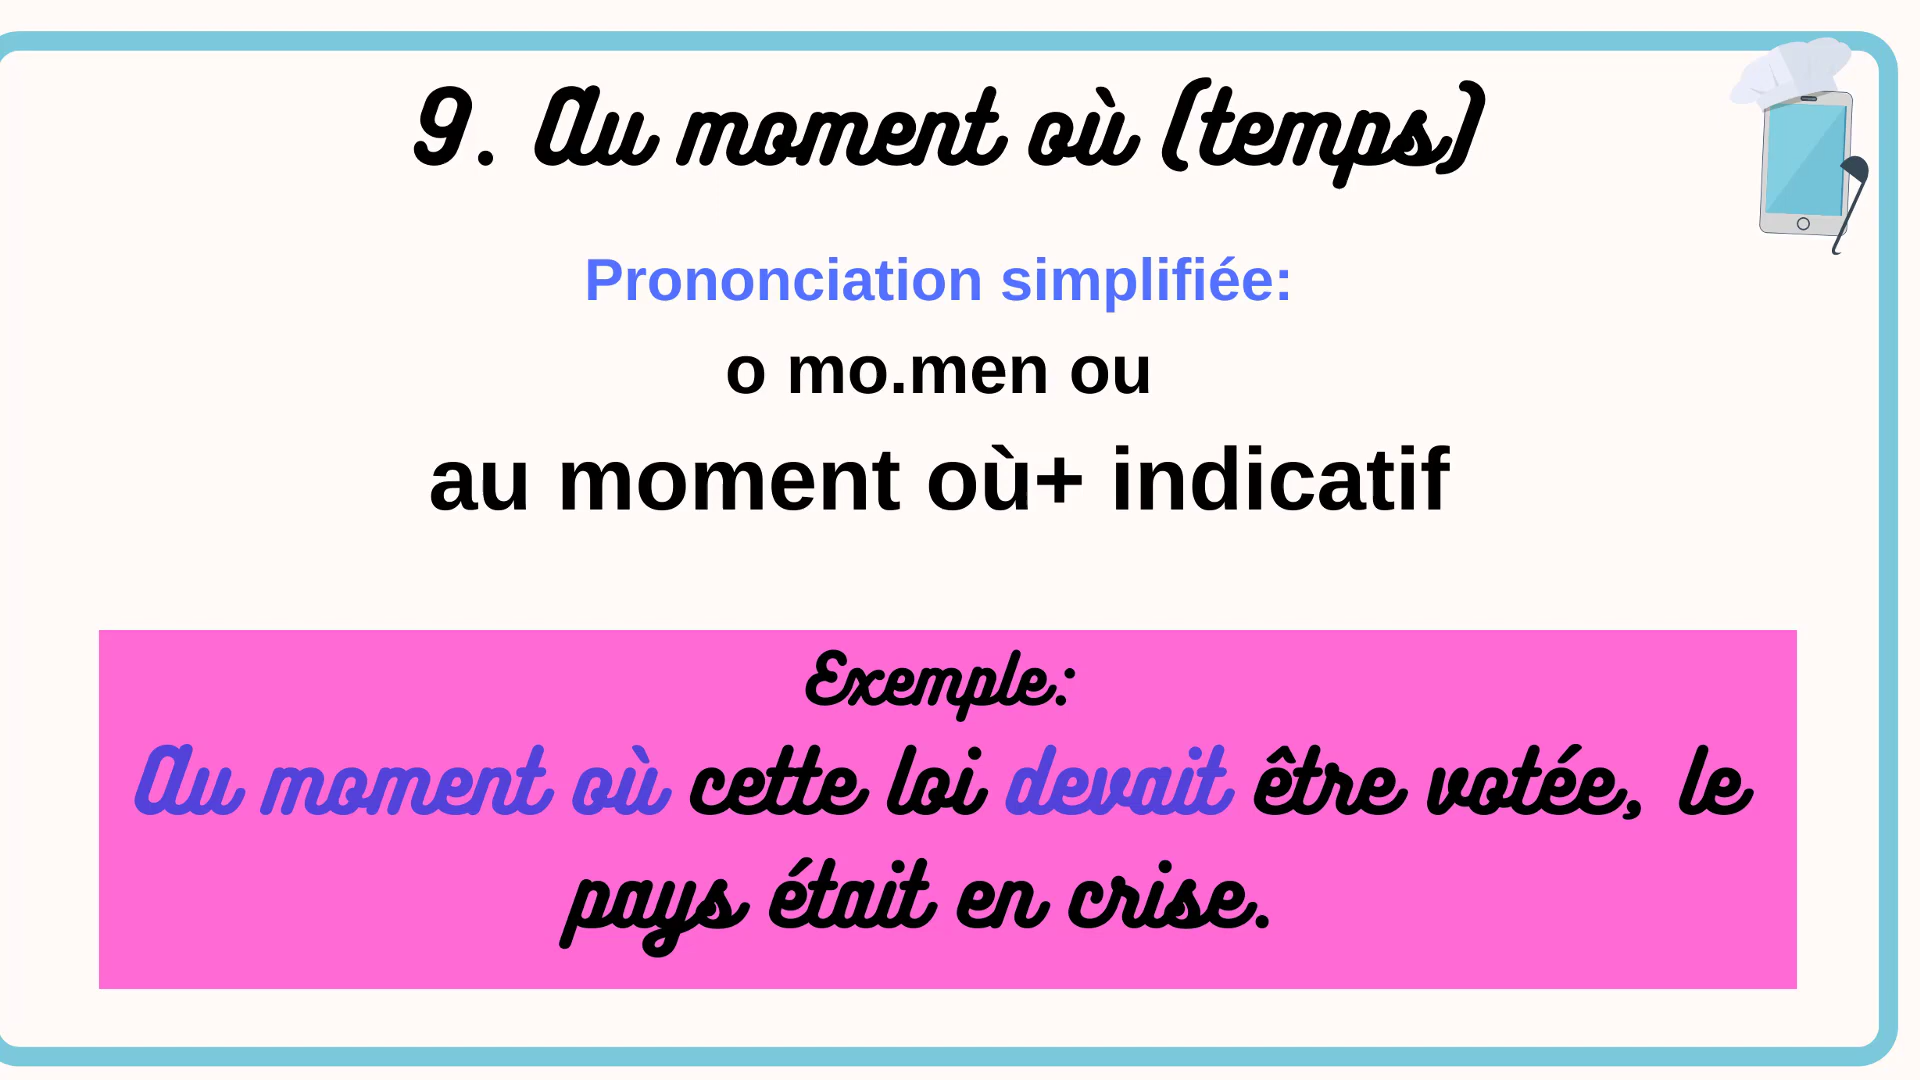 9. Au moment où (temps)
Prononciation simplifiée:
o mo.men ou
au moment où+ indicatif
Exemple:
Au moment où cette loi devait être votée, le
pays était en crise.